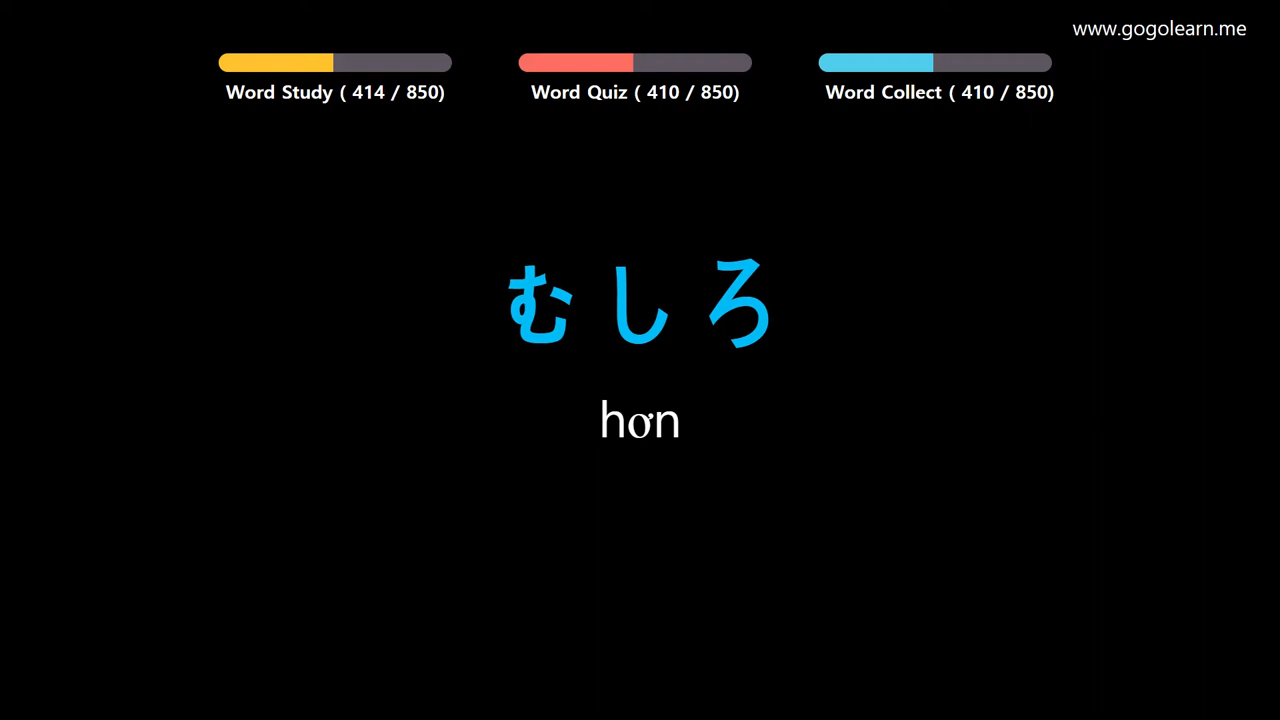 www.gogolearn.me
Word Study ( 414 / 850)
Word Quiz ( 410 / 850)
Word Collect ( 410 / 850)
むしろ
hơn